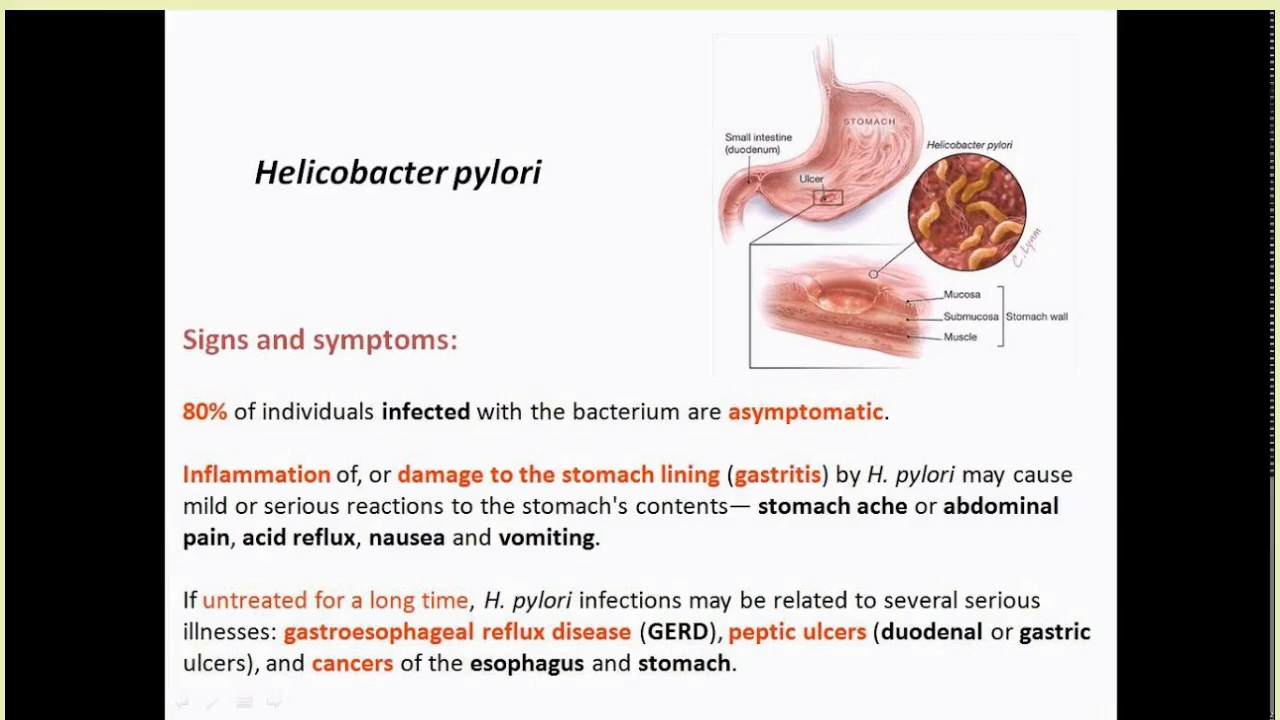 Helicobacter pylori
STOMACH
Small intestine
(duodenum)
Helicobacter pylori
Ulcer
C. Lynm
Mucosa
Submucosa
Stomach wall
Muscle
Signs and symptoms:
80% of individuals infected with the bacterium are asymptomatic.
Inflammation of, or damage to the stomach lining (gastritis) by H. pylori may cause
mild or serious reactions to the stomach's contents— stomach ache or abdominal
pain, acid reflux, nausea and vomiting.
If untreated for a long time, H. pylori infections may be related to several serious
illnesses: gastroesophageal reflux disease (GERD), peptic ulcers (duodenal or gastric
ulcers), and cancers of the esophagus and stomach.